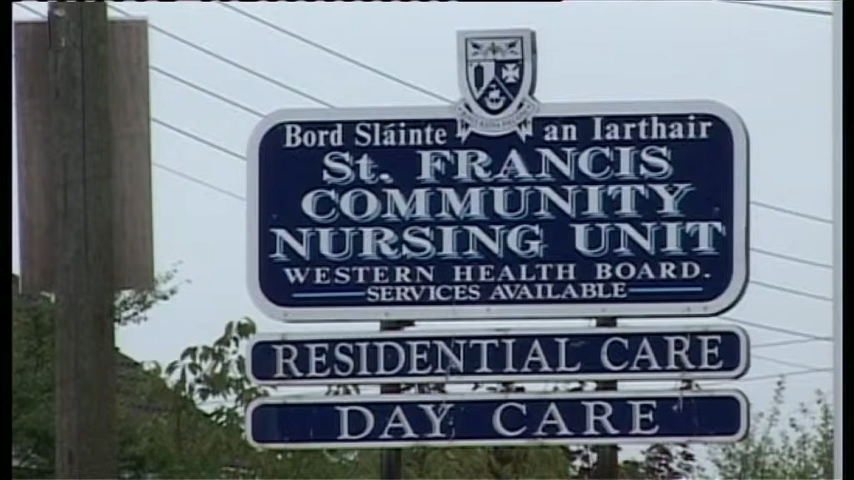 Bord Sláinte an Iarthair
St. FRANCIS
COMMUNITY
NURSING UNIT
WESTERN HEALTH BOARD.
SERVICES AVAILABLE
RESIDENTIAL CARE
DAY CARE